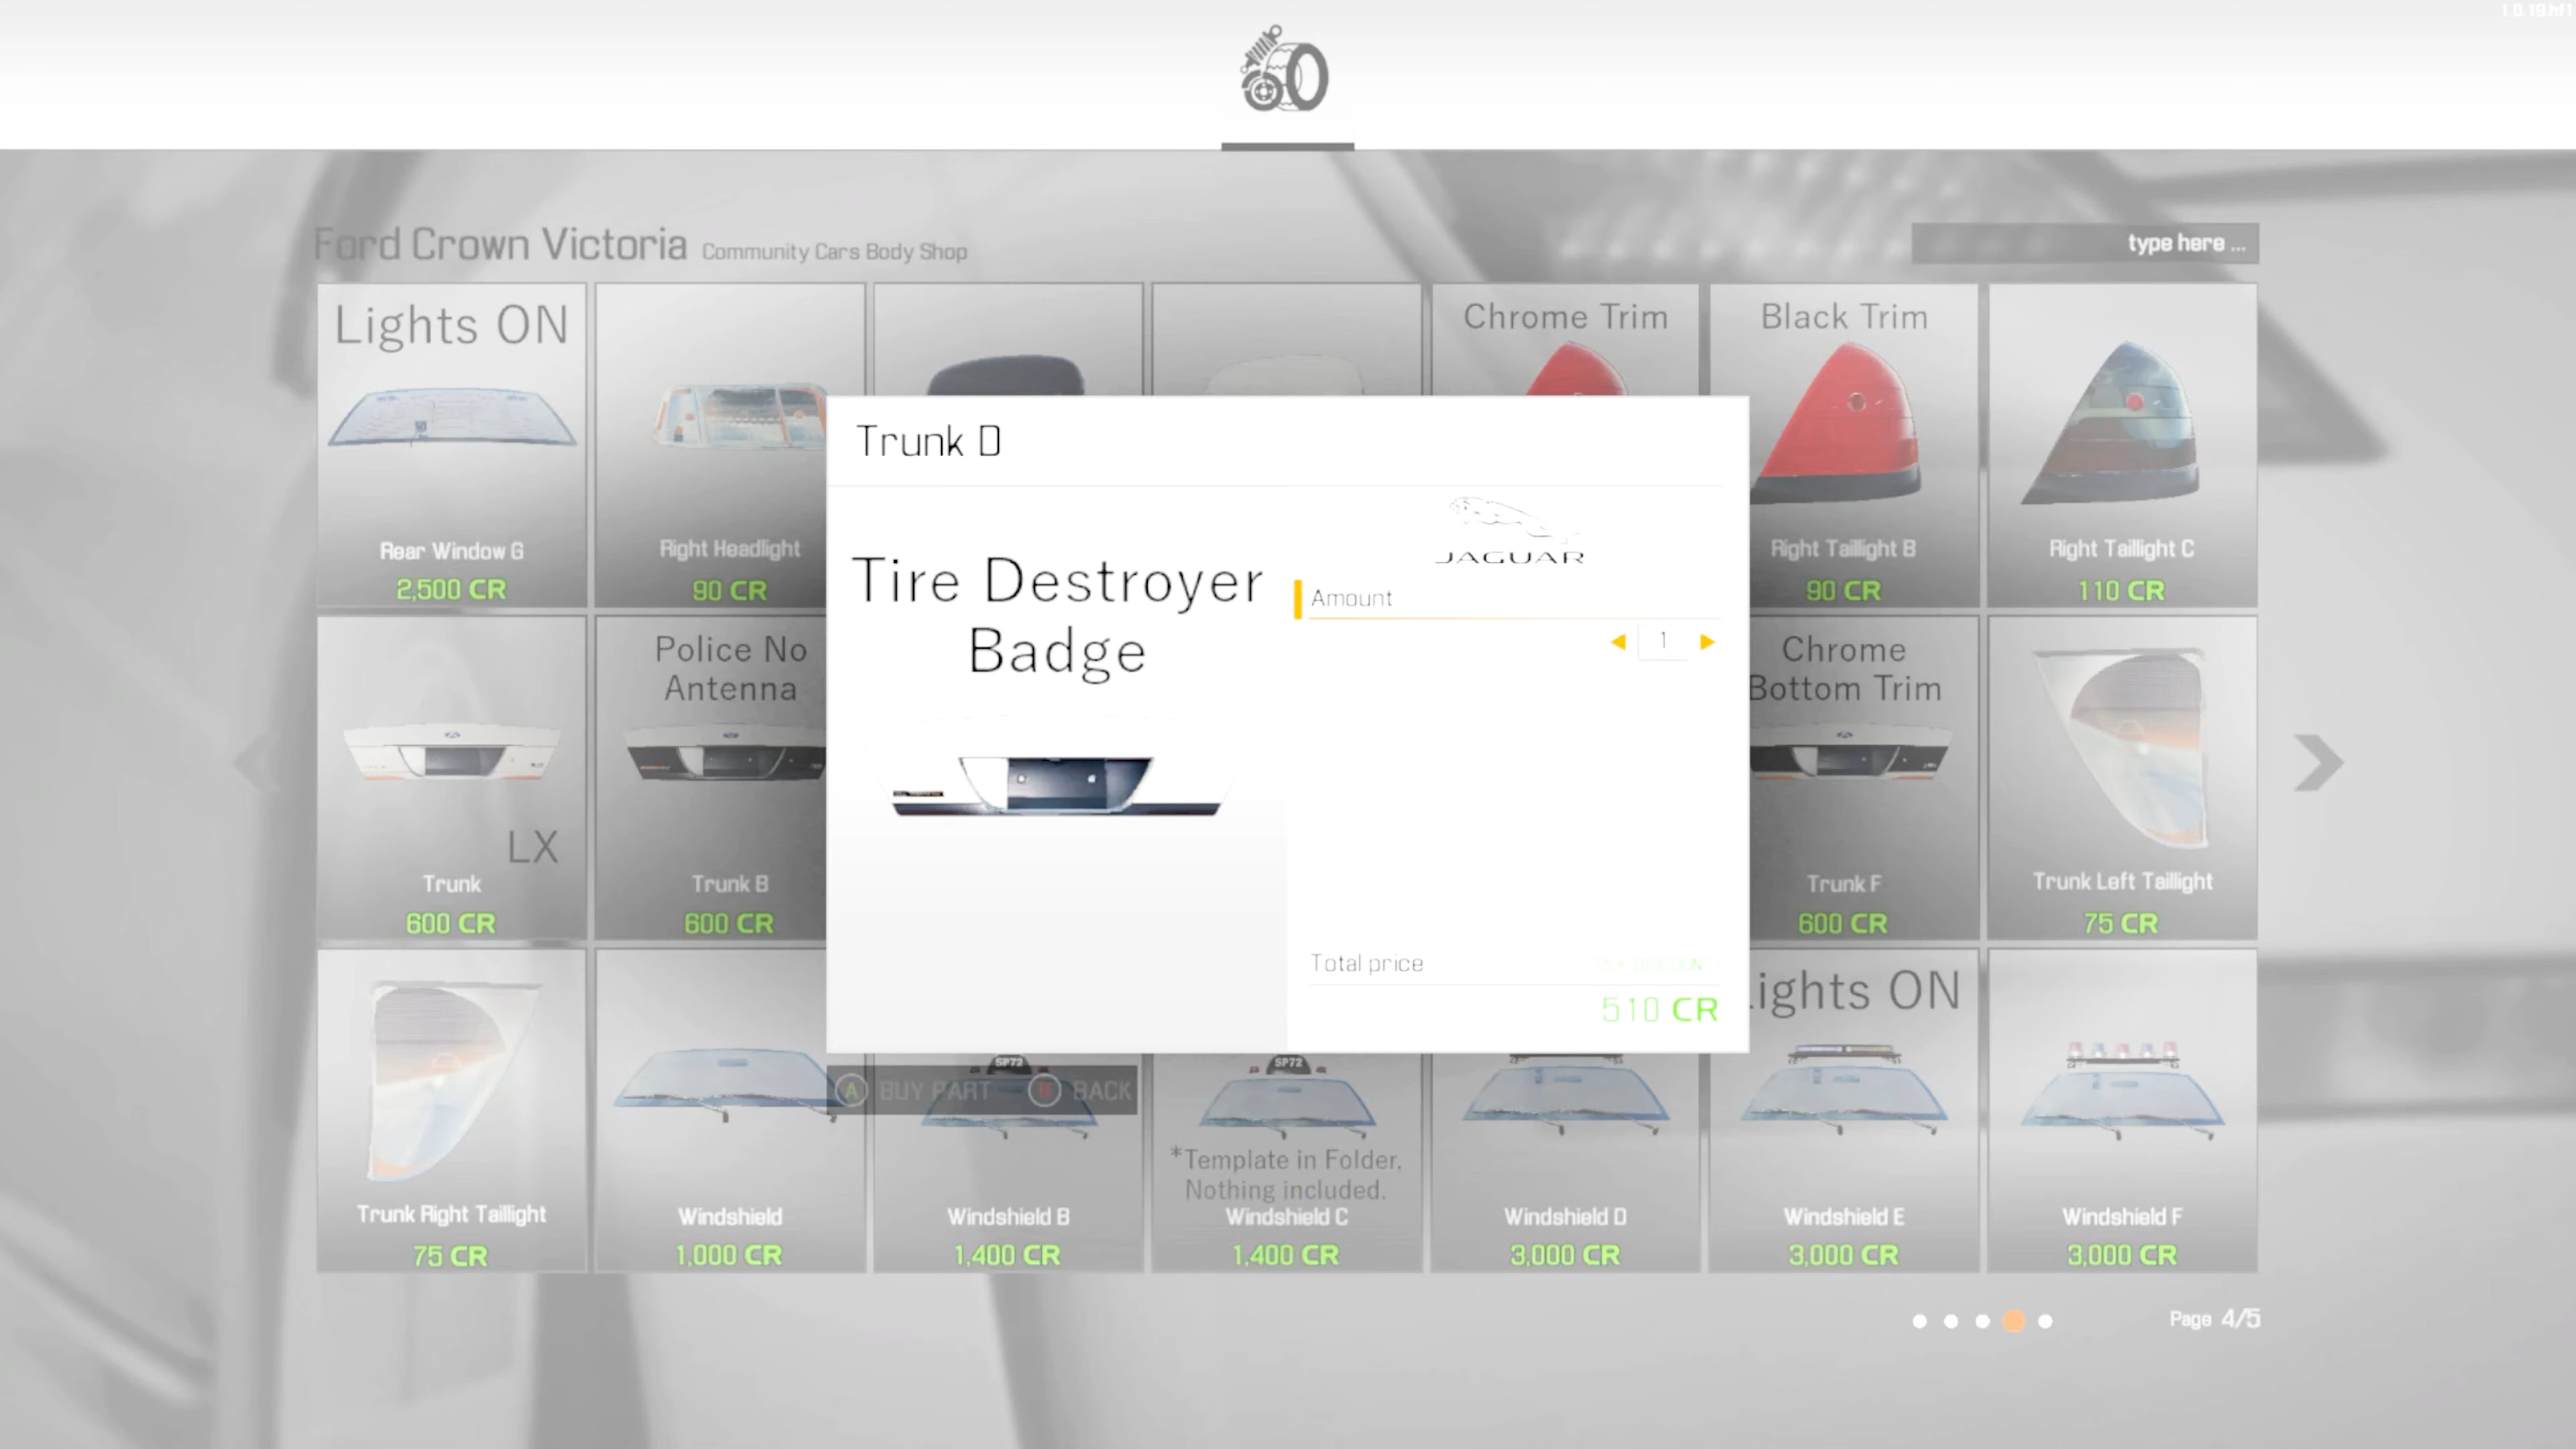 1.0.19.hf1
Ford Crown Victoria Community Cars Body Shop
type here ...
Lights ON
Rear Window G
2,500 CR
Right Headlight
90 CR
Chrome Trim
Black Trim
Right Taillight B
90 CR
Right Taillight C
110 CR
Trunk D
Tire Destroyer
Badge
JAGUAR
Amount
1
Total price
510 CR
LX
Trunk
600 CR
Police No
Antenna
Trunk B
600 CR
Chrome
Bottom Trim
Trunk F
600 CR
Trunk Left Taillight
75 CR
A BUY PART B BACK
Trunk Right Taillight
75 CR
Windshield
1,000 CR
SP72
Windshield B
1,400 CR
SP72
*Template in Folder.
Nothing included.
Windshield C
1,400 CR
Windshield D
3,000 CR
Lights ON
Windshield E
3,000 CR
Windshield F
3,000 CR
Page 4/5